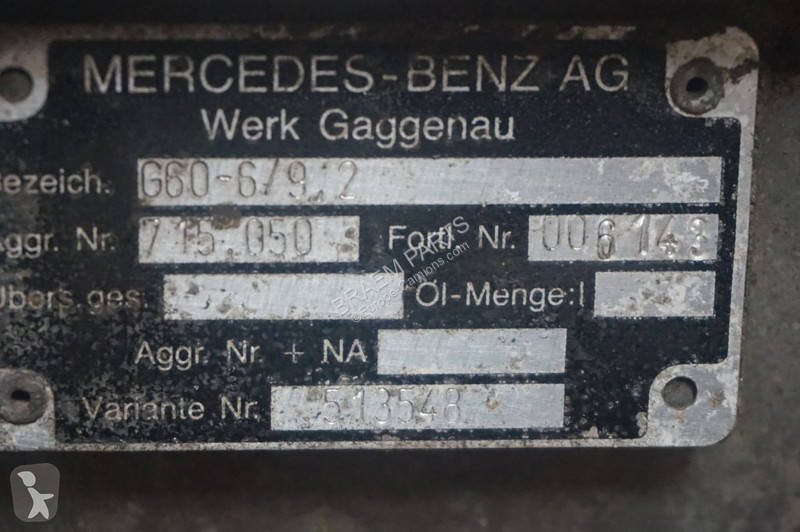 MERCEDES-BENZ AG
Werk Gaggenau
Bezeich. G60-6/9.2
Aggr. Nr. 715.050 Fortl. Nr. 006143
Übers. ges. Öl-Menge:l
Aggr. Nr. + NA
Variante Nr. 513548
BRAEM PARTS